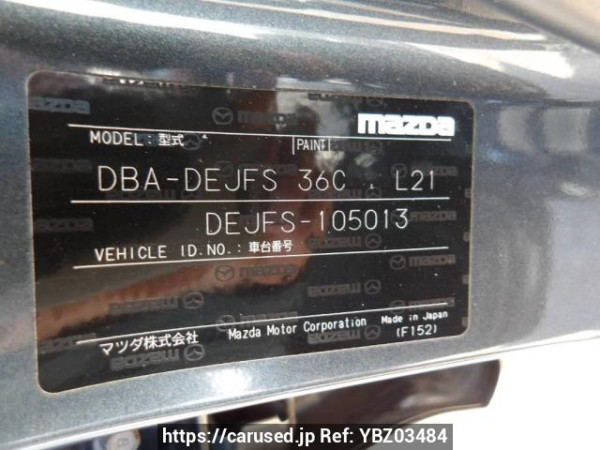 mazda
MODEL:型式 PAINT
DBA-DEJFS 36C . L21
DEJFS-105013
VEHICLE ID.NO.:車台番号
マツダ株式会社 Mazda Motor Corporation Made in Japan
(F152)
https://carused.jp Ref: YBZ03484